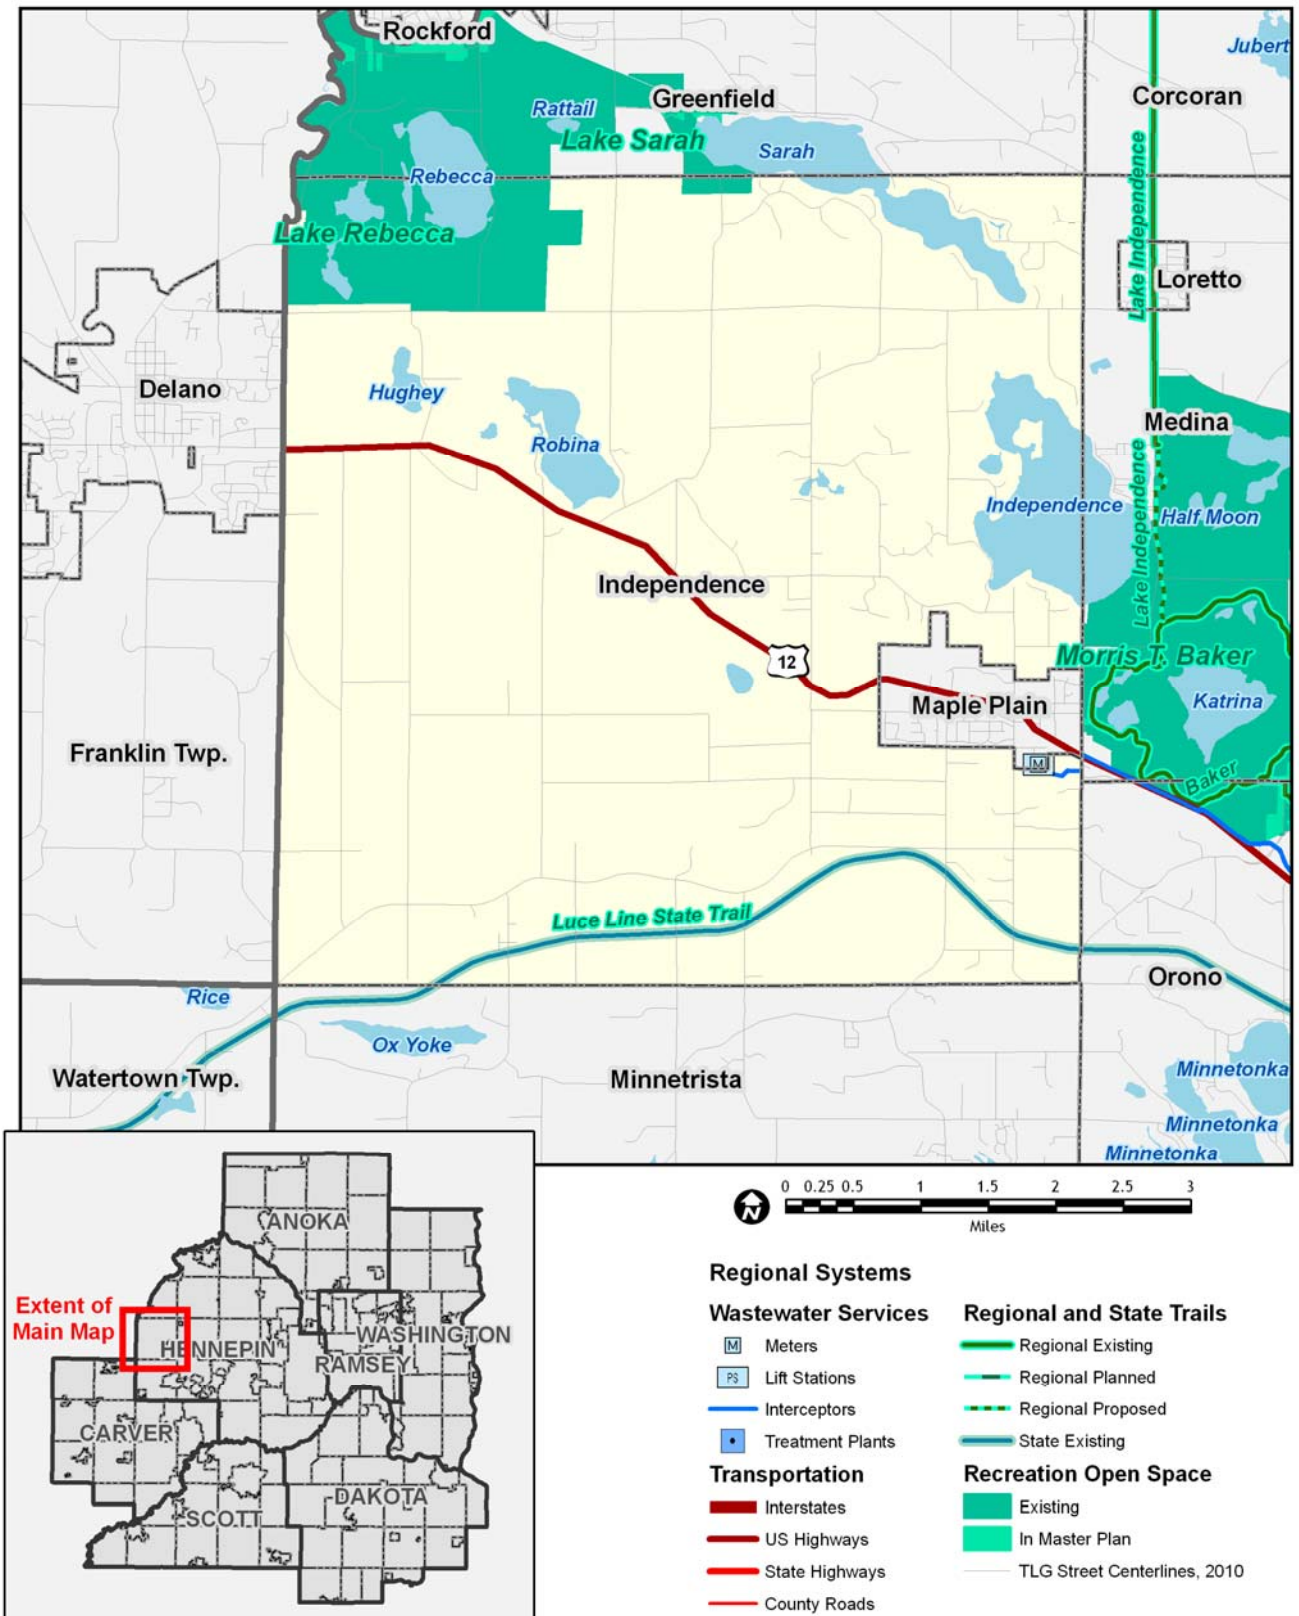 Rockford
Jubert
Greenfield
Corcoran
Rattail
Lake Sarah
Sarah
Rebecca
Lake Rebecca
Lake Independence
Loretto
Delano
Hughey
Robina
Medina
Independence
Lake Independence
Half Moon
Independence
12
Morris T. Baker
Katrina
Maple Plain
Franklin Twp.
M
Baker
Luce Line State Trail
Orono
Rice
Ox Yoke
Watertown Twp.
Minnetrista
Minnetonka
Minnetonka
Minnetonka
ANOKA
Extent of
Main Map
HENNEPIN
WASHINGTON
RAMSEY
CARVER
DAKOTA
SCOTT
N
0 0.25 0.5 1 1.5 2 2.5 3
Miles
Regional Systems
Wastewater Services
M Meters
PS Lift Stations
Interceptors
Treatment Plants
Transportation
Interstates
US Highways
State Highways
County Roads
Regional and State Trails
Regional Existing
Regional Planned
Regional Proposed
State Existing
Recreation Open Space
Existing
In Master Plan
TLG Street Centerlines, 2010